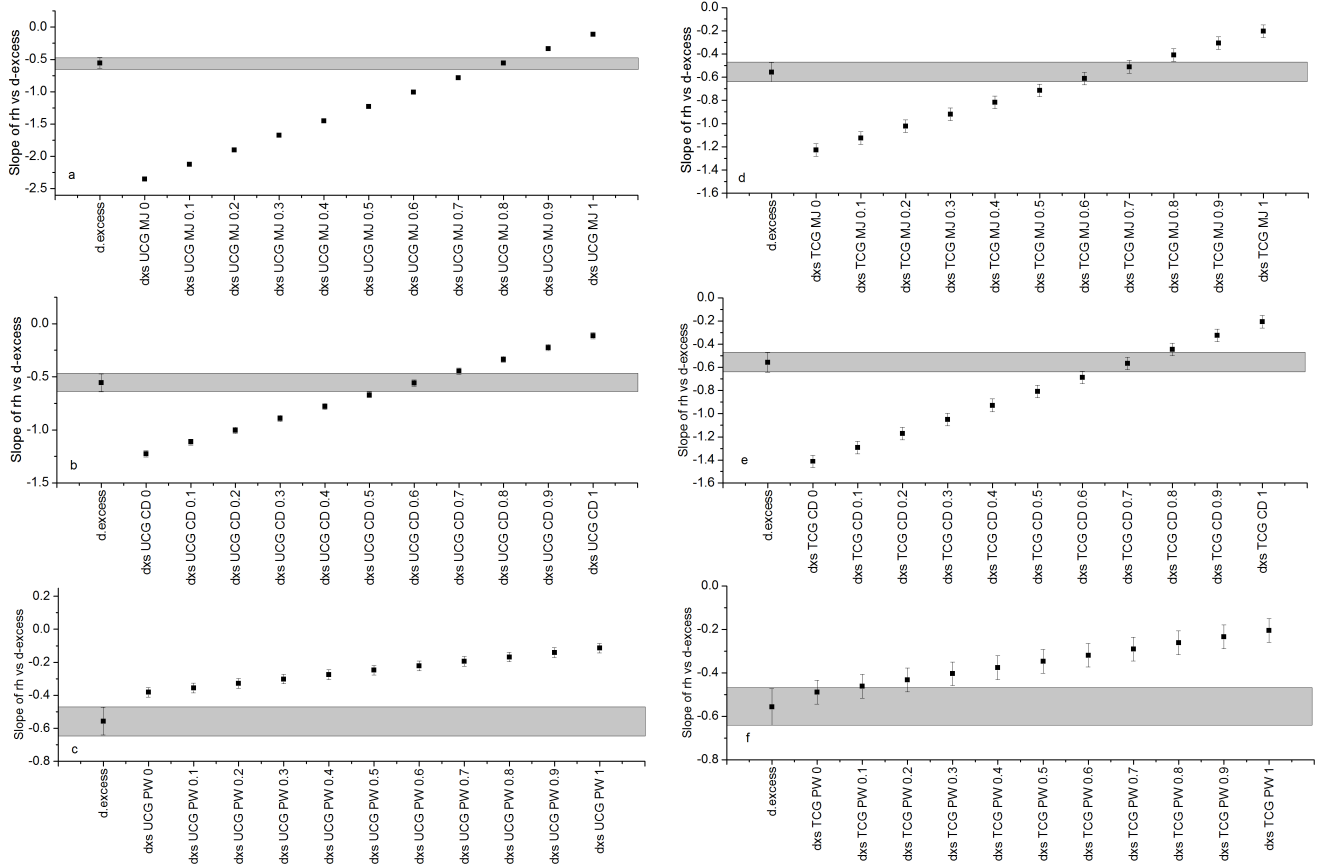 0.0
-0.5
-1.0
-1.5
-2.0
-2.5
Slope of rh vs d-excess
a
d.excess
dxs UCG MJ 0
dxs UCG MJ 0.1
dxs UCG MJ 0.2
dxs UCG MJ 0.3
dxs UCG MJ 0.4
dxs UCG MJ 0.5
dxs UCG MJ 0.6
dxs UCG MJ 0.7
dxs UCG MJ 0.8
dxs UCG MJ 0.9
dxs UCG MJ 1
0.0
-0.2
-0.4
-0.6
-0.8
-1.0
-1.2
-1.4
-1.6
Slope of rh vs d-excess
d
d.excess
dxs TCG MJ 0
dxs TCG MJ 0.1
dxs TCG MJ 0.2
dxs TCG MJ 0.3
dxs TCG MJ 0.4
dxs TCG MJ 0.5
dxs TCG MJ 0.6
dxs TCG MJ 0.7
dxs TCG MJ 0.8
dxs TCG MJ 0.9
dxs TCG MJ 1
0.0
-0.5
-1.0
-1.5
Slope of rh vs d-excess
b
d.excess
dxs UCG CD 0
dxs UCG CD 0.1
dxs UCG CD 0.2
dxs UCG CD 0.3
dxs UCG CD 0.4
dxs UCG CD 0.5
dxs UCG CD 0.6
dxs UCG CD 0.7
dxs UCG CD 0.8
dxs UCG CD 0.9
dxs UCG CD 1
0.0
-0.2
-0.4
-0.6
-0.8
-1.0
-1.2
-1.4
-1.6
Slope of rh vs d-excess
e
d.excess
dxs TCG CD 0
dxs TCG CD 0.1
dxs TCG CD 0.2
dxs TCG CD 0.3
dxs TCG CD 0.4
dxs TCG CD 0.5
dxs TCG CD 0.6
dxs TCG CD 0.7
dxs TCG CD 0.8
dxs TCG CD 0.9
dxs TCG CD 1
0.2
0.0
-0.2
-0.4
-0.6
-0.8
Slope of rh vs d-excess
c
d.excess
dxs UCG PW 0
dxs UCG PW 0.1
dxs UCG PW 0.2
dxs UCG PW 0.3
dxs UCG PW 0.4
dxs UCG PW 0.5
dxs UCG PW 0.6
dxs UCG PW 0.7
dxs UCG PW 0.8
dxs UCG PW 0.9
dxs UCG PW 1
0.0
-0.2
-0.4
-0.6
-0.8
Slope of rh vs d-excess
f
d.excess
dxs TCG PW 0
dxs TCG PW 0.1
dxs TCG PW 0.2
dxs TCG PW 0.3
dxs TCG PW 0.4
dxs TCG PW 0.5
dxs TCG PW 0.6
dxs TCG PW 0.7
dxs TCG PW 0.8
dxs TCG PW 0.9
dxs TCG PW 1